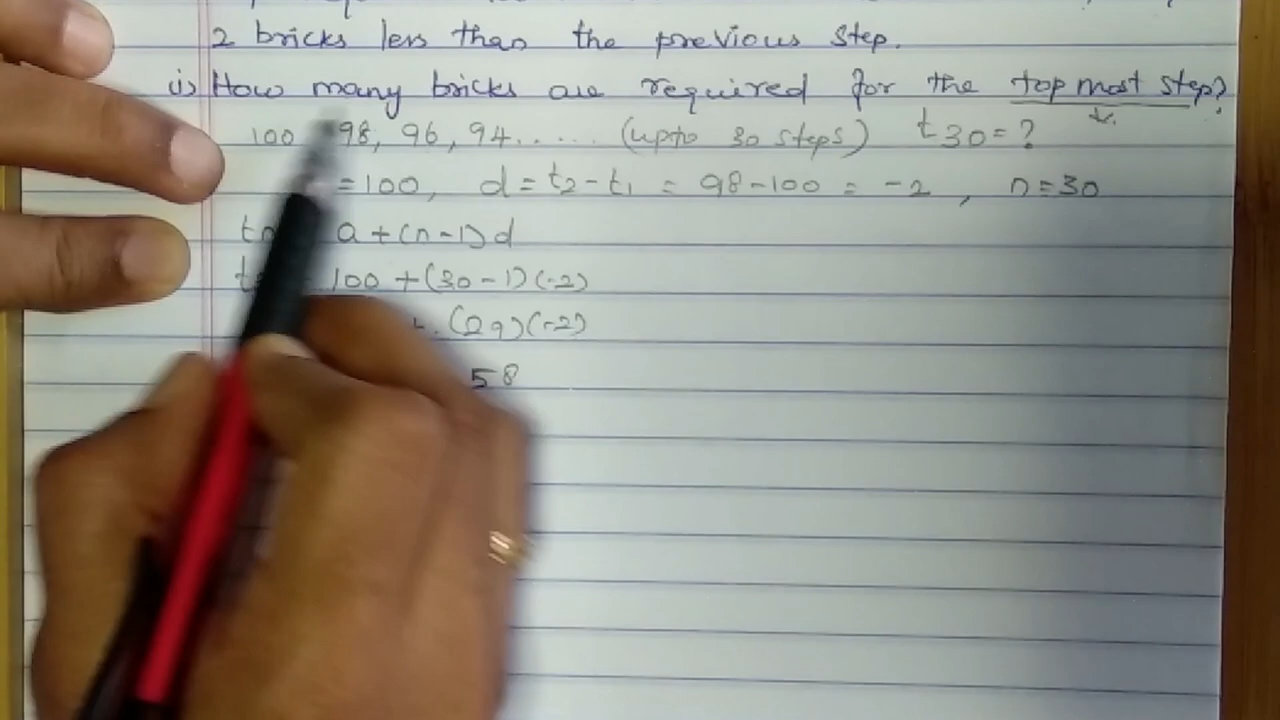 2 bricks less than the previous step.
i) How many bricks are required for the top most step?
100 98, 96, 94..... (upto 30 steps) t30 = ?
= 100, d = t2 - t1 = 98 - 100 = -2, n = 30
tn a + (n-1)d
100 + (30-1)(-2)
(29)(-2)
58